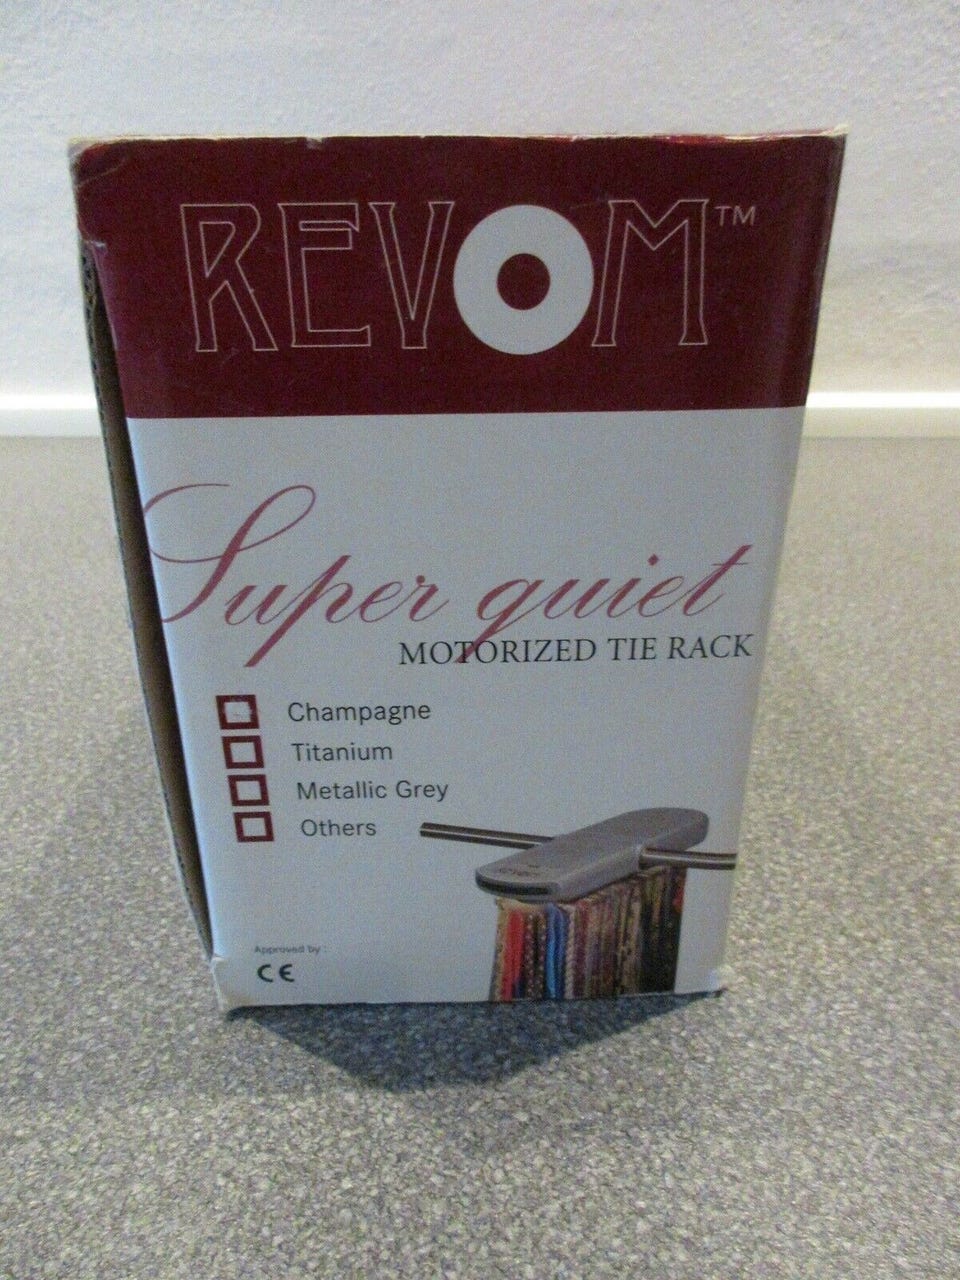 REVOM™
Super quiet
MOTORIZED TIE RACK
Champagne
Titanium
Metallic Grey
Others
Approved by :
CE